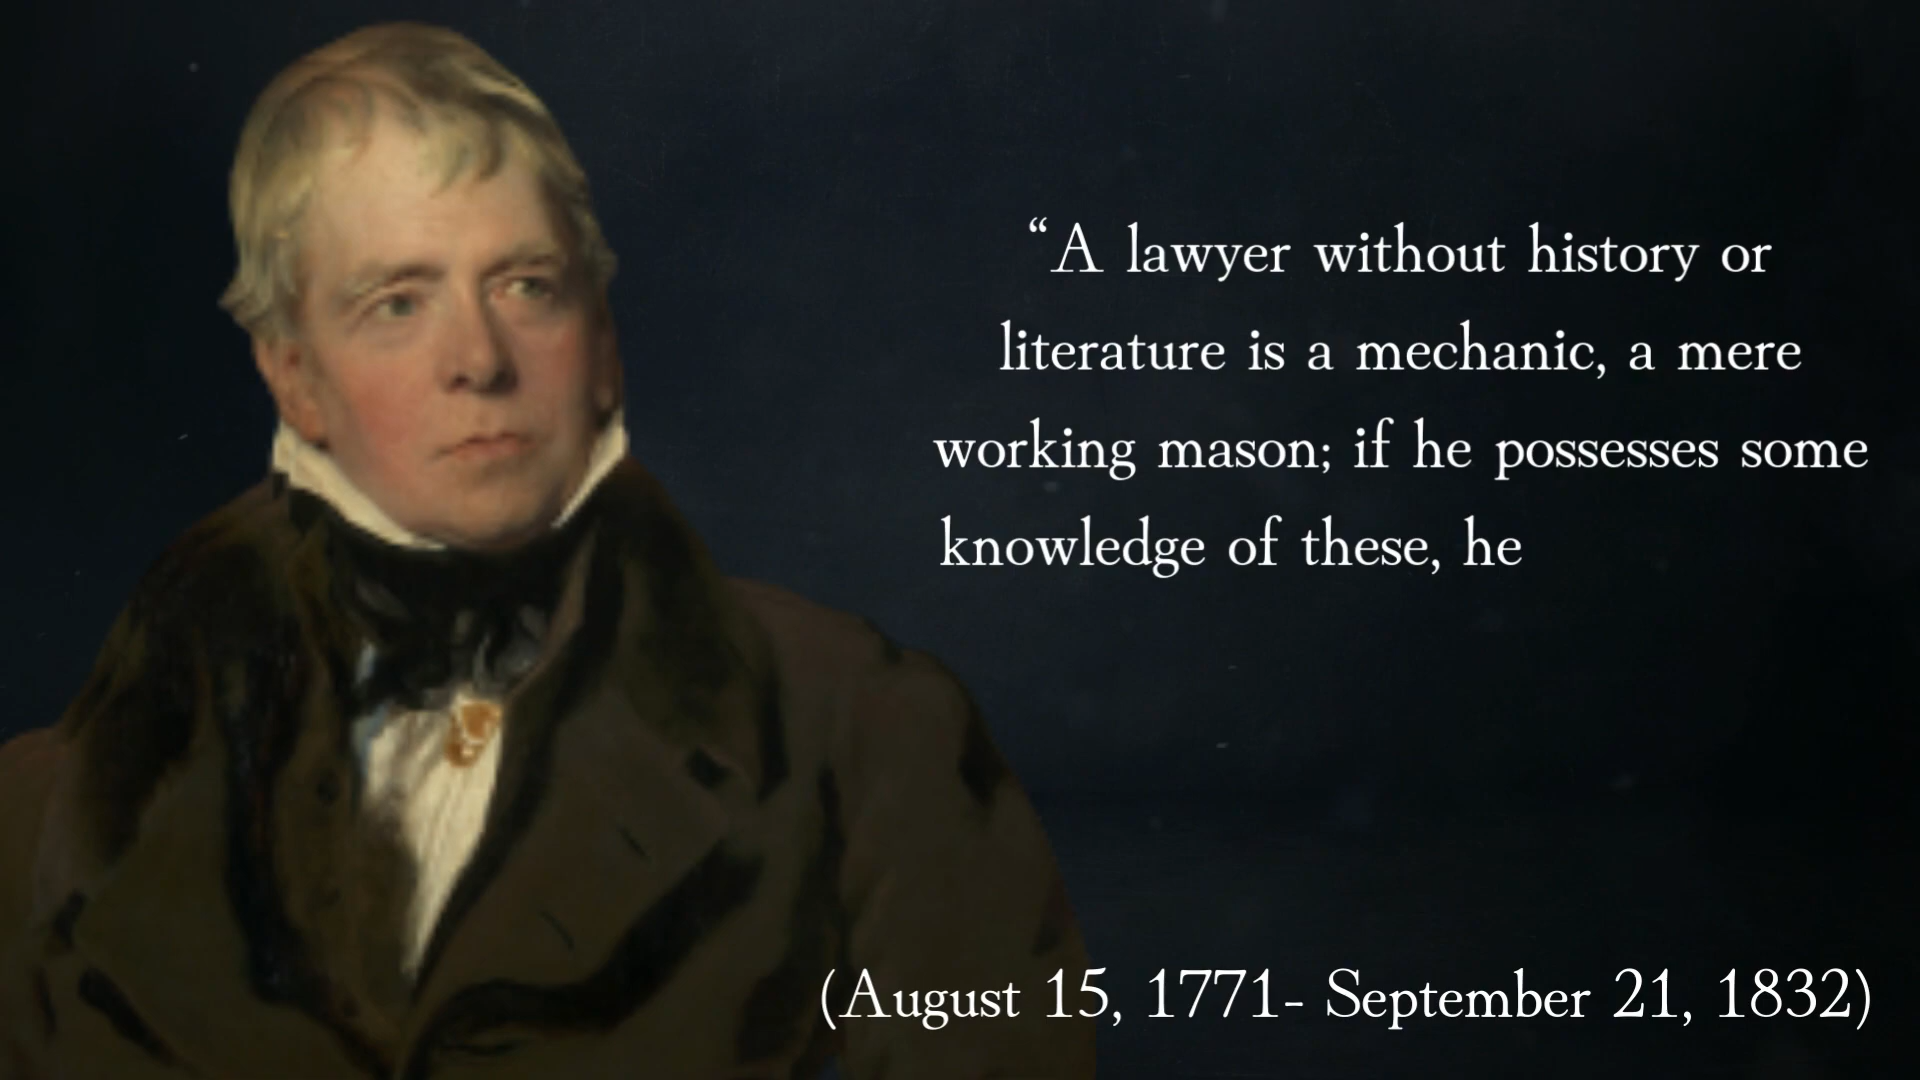 “A lawyer without history or
literature is a mechanic, a mere
working mason; if he possesses some
knowledge of these, he
(August 15, 1771- September 21, 1832)